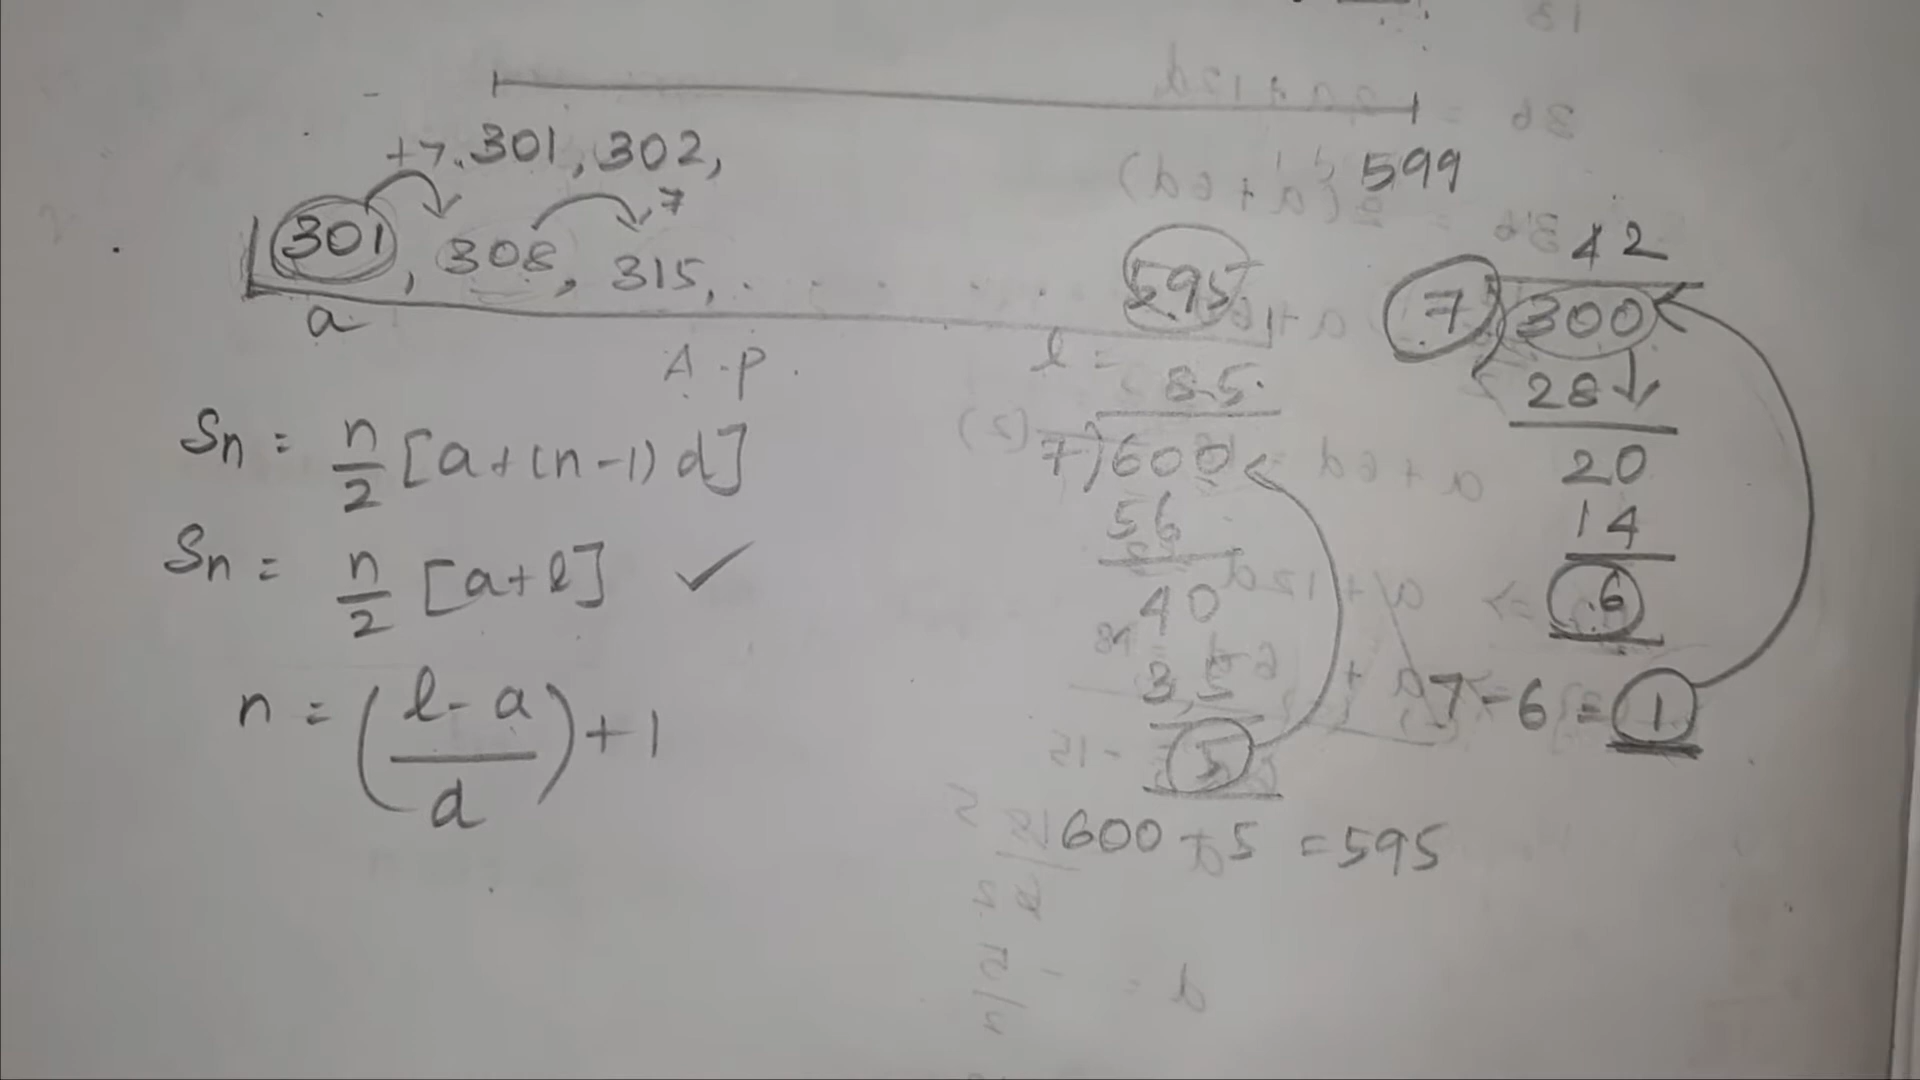 301, 302,
599
+7 7
301, 308, 315, . . . . . 595
a
A.P.
l =
42
7)300
28
20
14
6
7-6 = 1
85
7)600
56
40
35
5
600 - 5 = 595
Sn = n/2 [a+(n-1) d]
Sn = n/2 [a+l] ✓
n = (l-a/d)+1